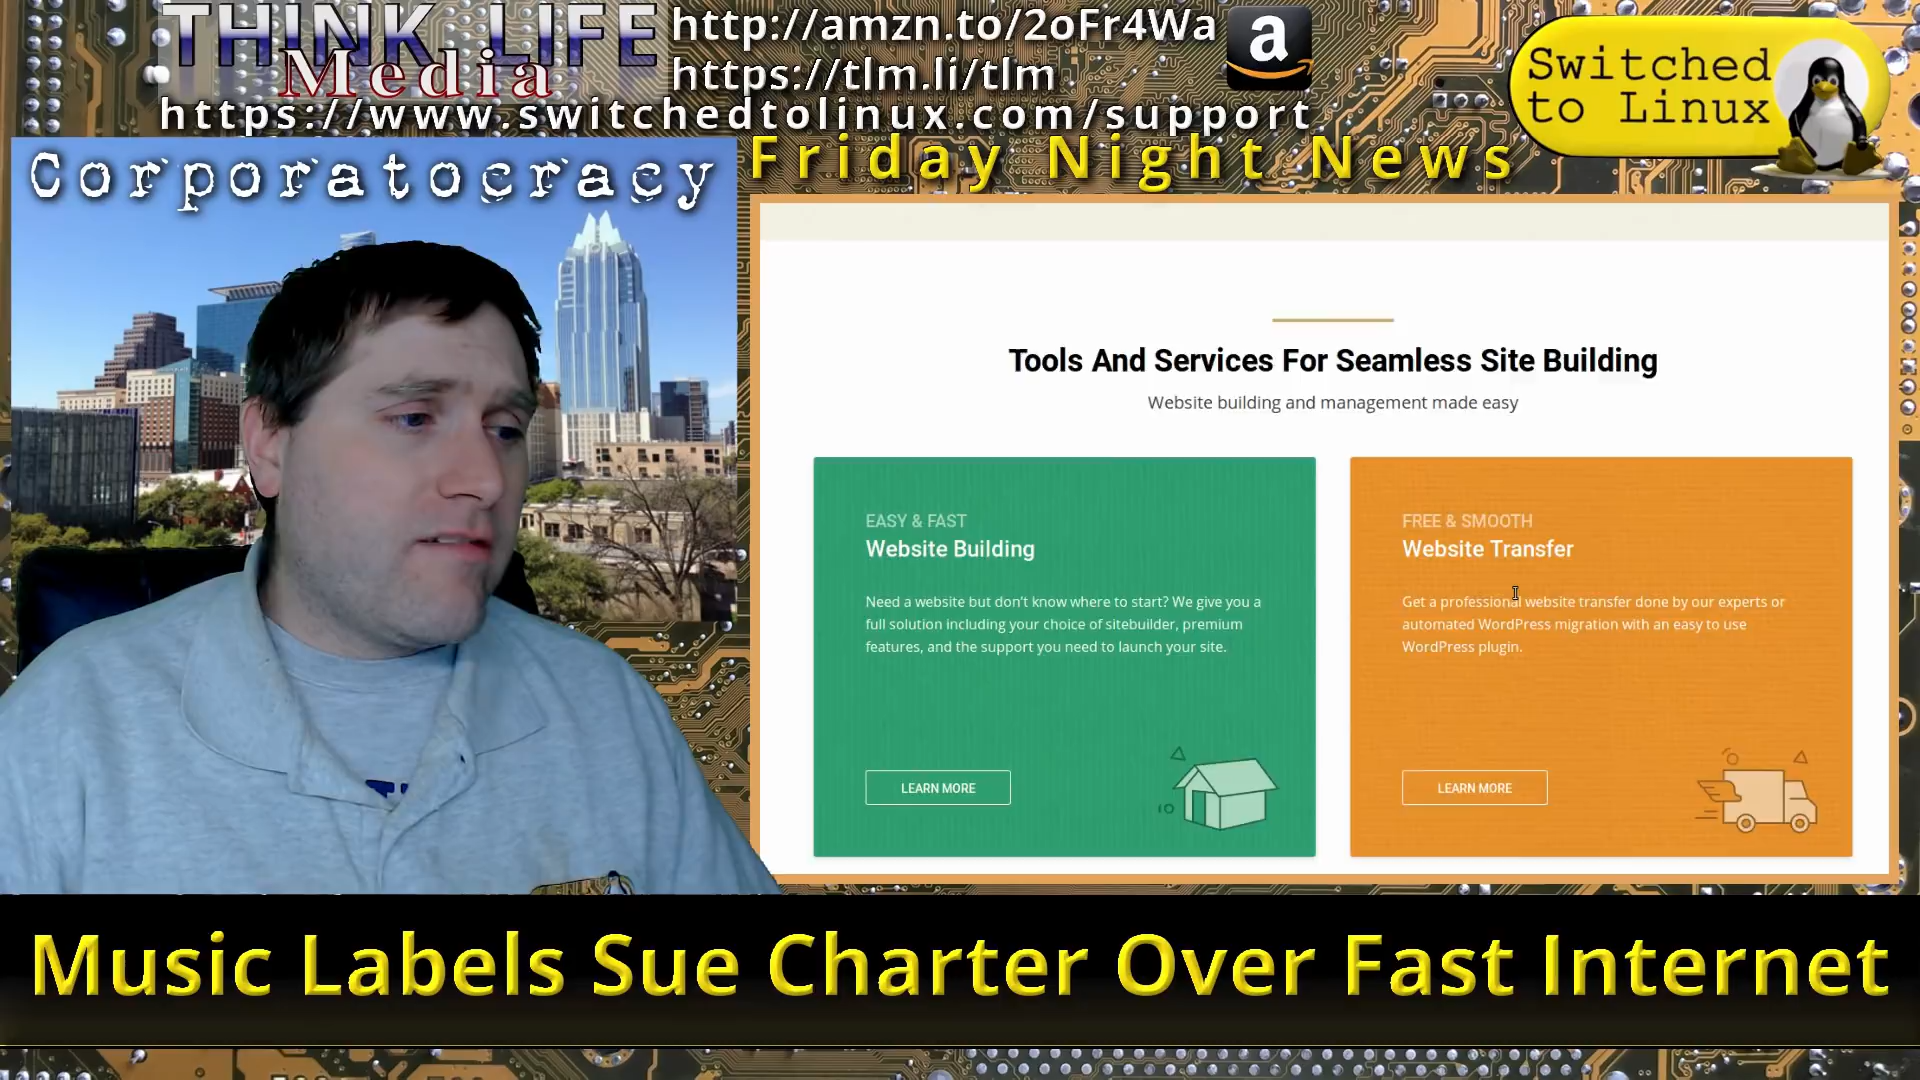 THINK LIFE
Media
http://amzn.to/2oFr4Wa
a
https://tlm.li/tlm
https://www.switchedtolinux.com/support
Switched
to Linux
Corporatocracy
Friday Night News
Tools And Services For Seamless Site Building
Website building and management made easy
EASY & FAST
Website Building
Need a website but don't know where to start? We give you a
full solution including your choice of sitebuilder, premium
features, and the support you need to launch your site.
LEARN MORE
FREE & SMOOTH
Website Transfer
Get a professional website transfer done by our experts or
automated WordPress migration with an easy to use
WordPress plugin.
LEARN MORE
Music Labels Sue Charter Over Fast Internet